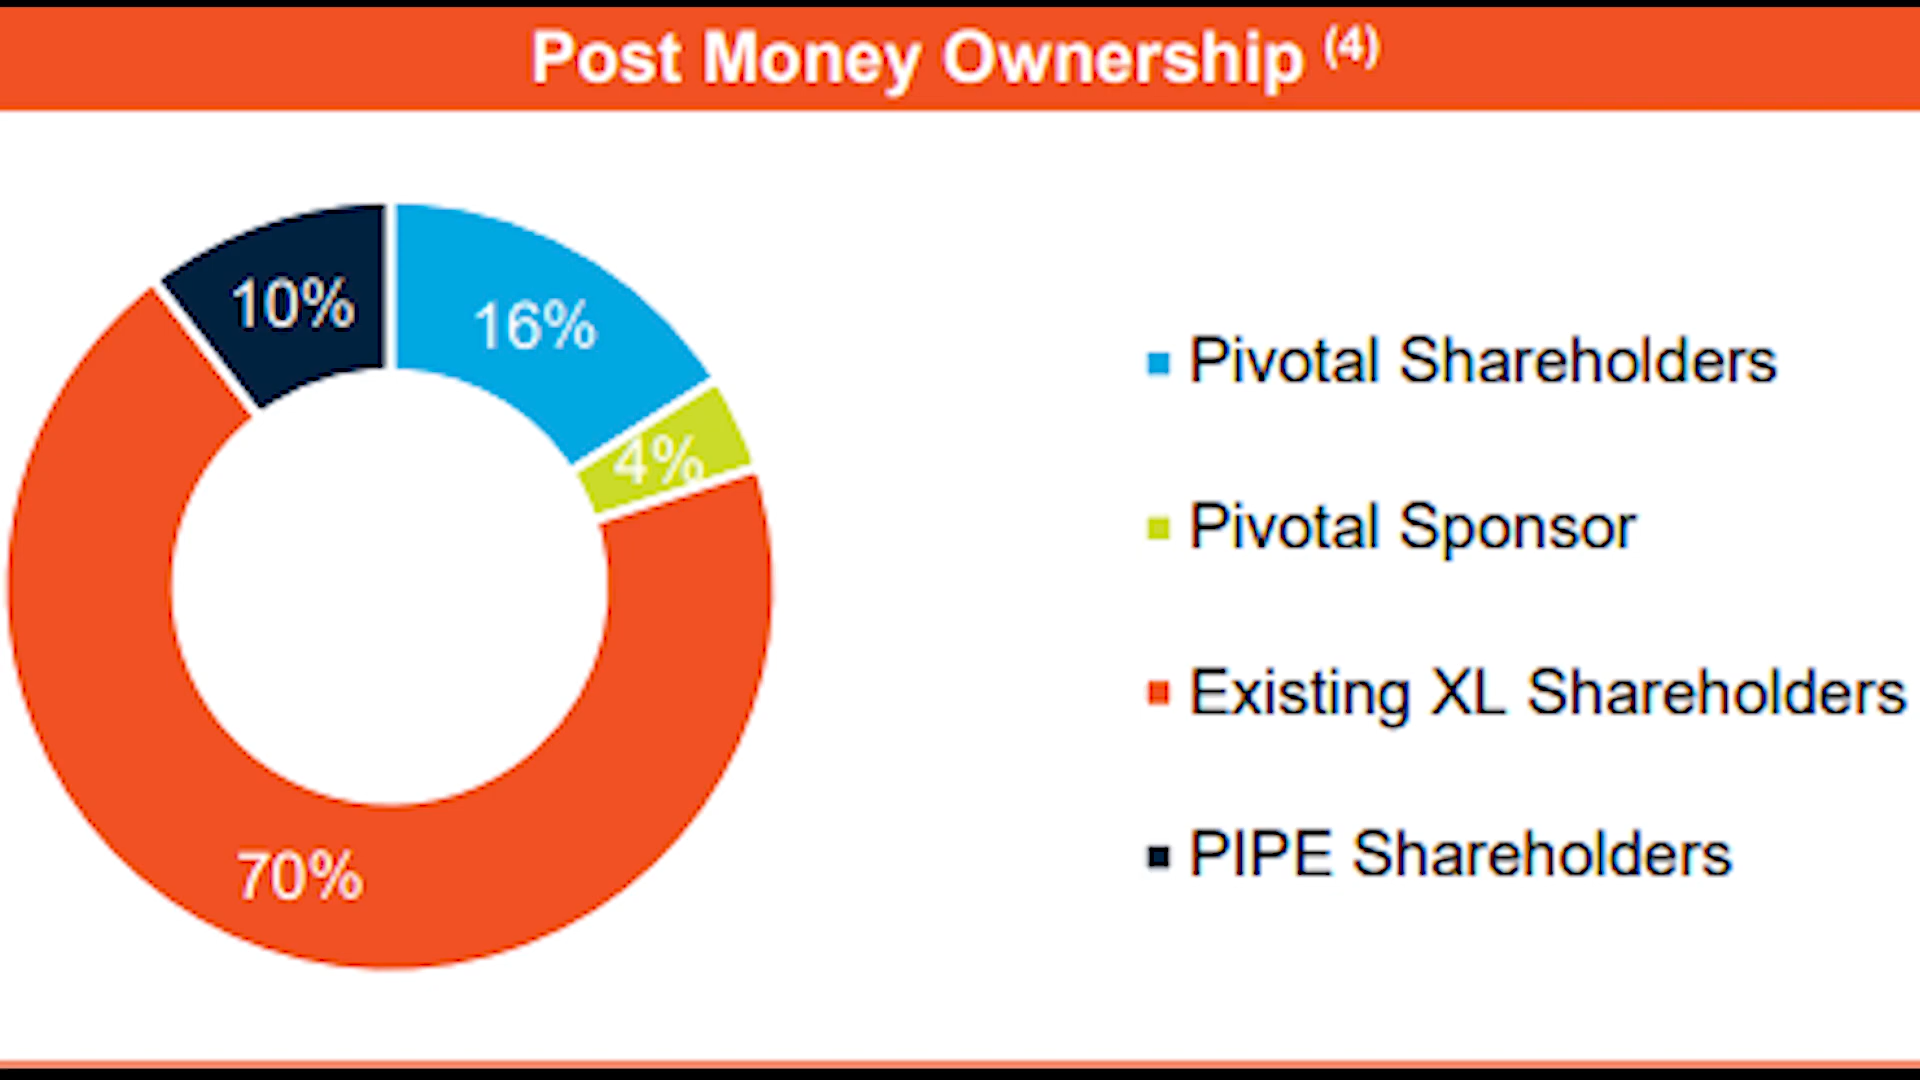 Post Money Ownership (4)
10%
16%
4%
70%
Pivotal Shareholders
Pivotal Sponsor
Existing XL Shareholders
PIPE Shareholders